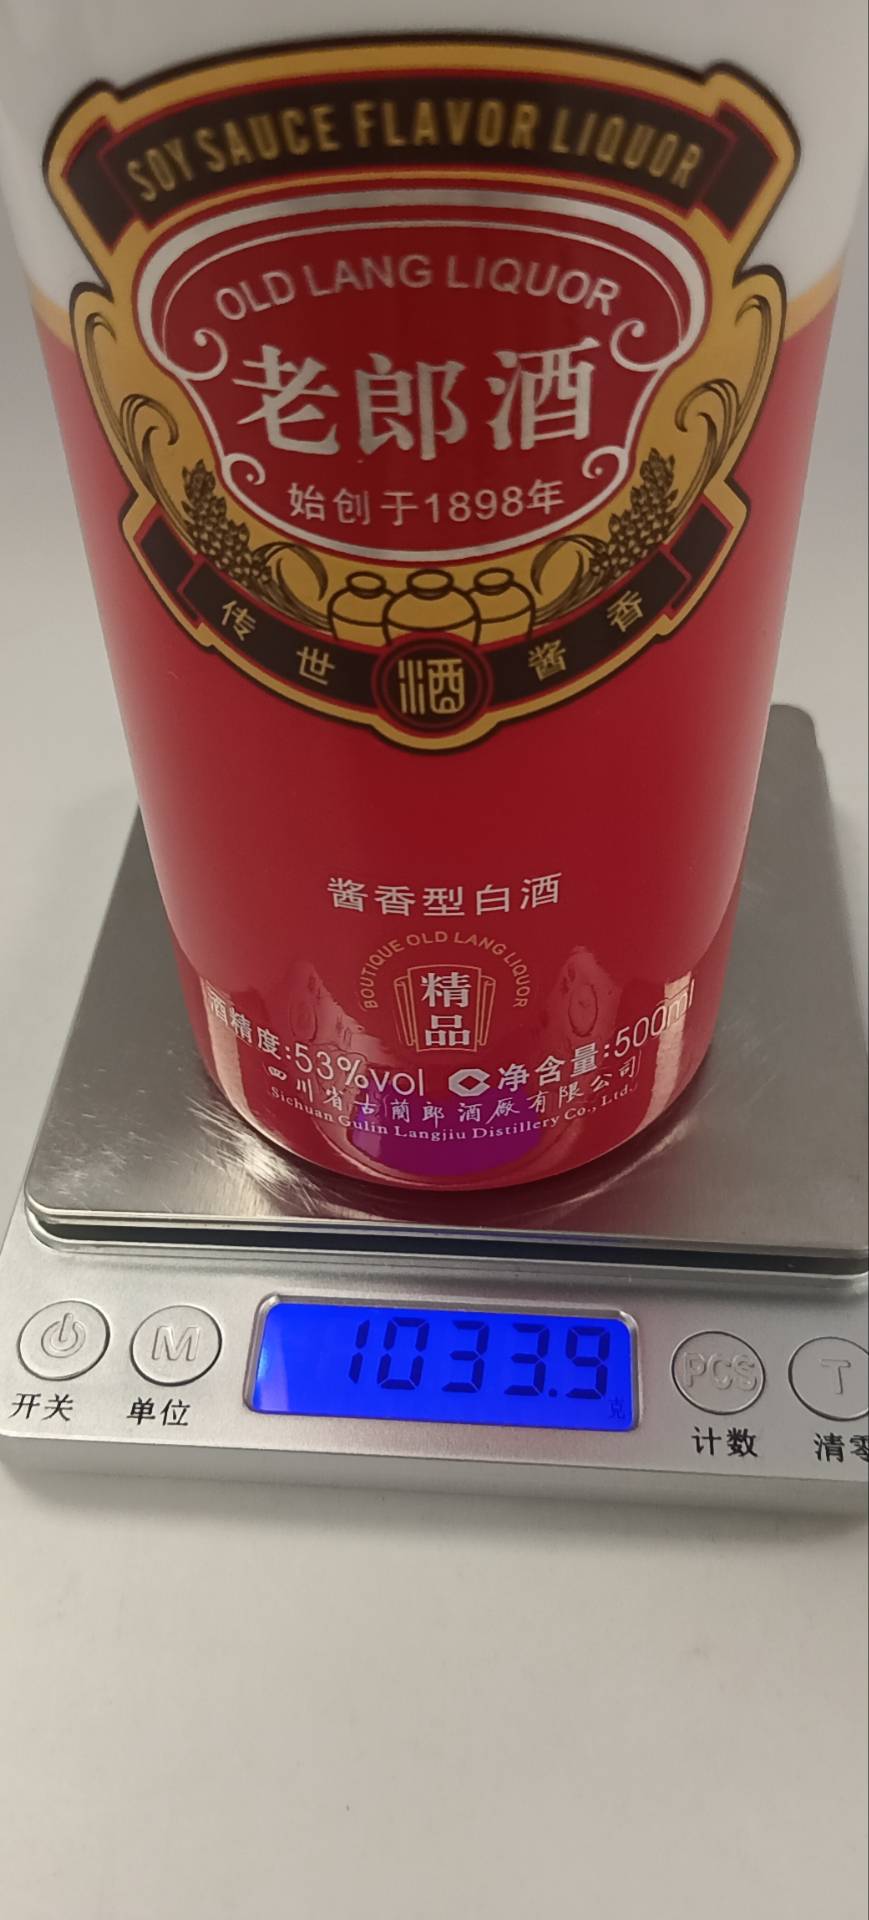 SOY SAUCE FLAVOR LIQUOR
OLD LANG LIQUOR
老郎酒
始创于1898年
传世酒酱香
酱香型白酒
BOUTIQUE OLD LANG LIQUOR
精品
酒精度:53%vol 净含量:500ml
四川省古蔺郎酒厰有限公司
Sichuan Gulin Langjiu Distillery Co., Ltd.
1033.9
克
M
PCS
T
开关
单位
计数
清零